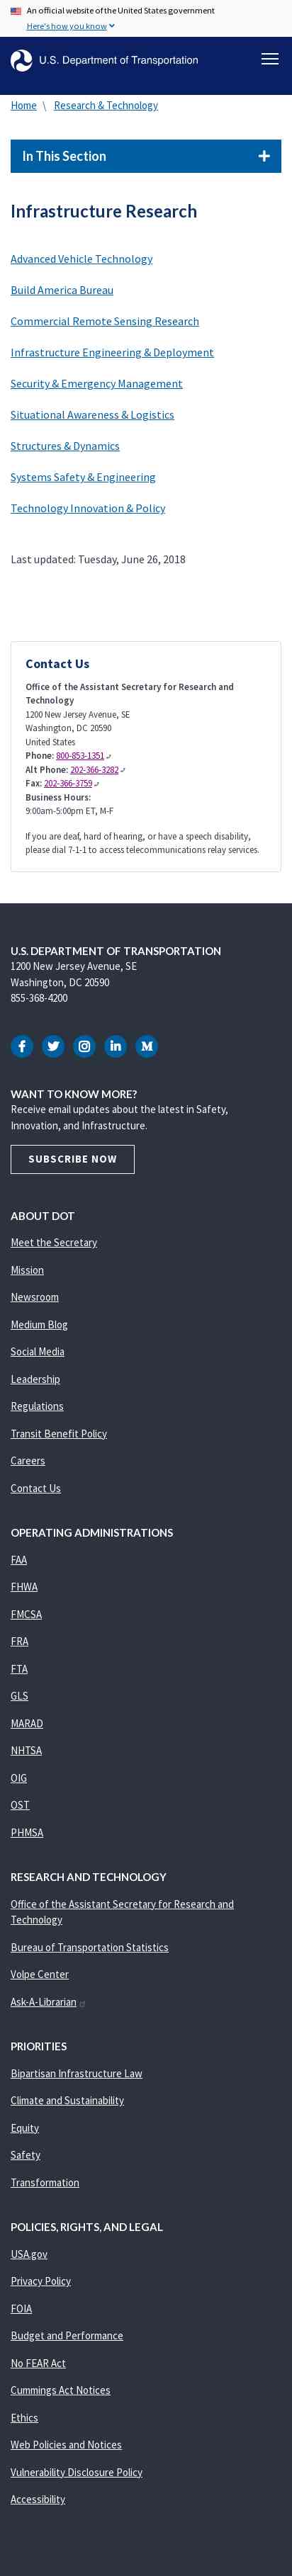 An official website of the United States government
Here's how you know
U.S. Department of Transportation
Home \ Research & Technology
In This Section
Infrastructure Research
Advanced Vehicle Technology
Build America Bureau
Commercial Remote Sensing Research
Infrastructure Engineering & Deployment
Security & Emergency Management
Situational Awareness & Logistics
Structures & Dynamics
Systems Safety & Engineering
Technology Innovation & Policy
Last updated: Tuesday, June 26, 2018
Contact Us
Office of the Assistant Secretary for Research and
Technology
1200 New Jersey Avenue, SE
Washington, DC 20590
United States
Phone: 800-853-1351
Alt Phone: 202-366-3282
Fax: 202-366-3759
Business Hours:
9:00am-5:00pm ET, M-F
If you are deaf, hard of hearing, or have a speech disability,
please dial 7-1-1 to access telecommunications relay services.
U.S. DEPARTMENT OF TRANSPORTATION
1200 New Jersey Avenue, SE
Washington, DC 20590
855-368-4200
WANT TO KNOW MORE?
Receive email updates about the latest in Safety,
Innovation, and Infrastructure.
SUBSCRIBE NOW
ABOUT DOT
Meet the Secretary
Mission
Newsroom
Medium Blog
Social Media
Leadership
Regulations
Transit Benefit Policy
Careers
Contact Us
OPERATING ADMINISTRATIONS
FAA
FHWA
FMCSA
FRA
FTA
GLS
MARAD
NHTSA
OIG
OST
PHMSA
RESEARCH AND TECHNOLOGY
Office of the Assistant Secretary for Research and
Technology
Bureau of Transportation Statistics
Volpe Center
Ask-A-Librarian
PRIORITIES
Bipartisan Infrastructure Law
Climate and Sustainability
Equity
Safety
Transformation
POLICIES, RIGHTS, AND LEGAL
USA.gov
Privacy Policy
FOIA
Budget and Performance
No FEAR Act
Cummings Act Notices
Ethics
Web Policies and Notices
Vulnerability Disclosure Policy
Accessibility